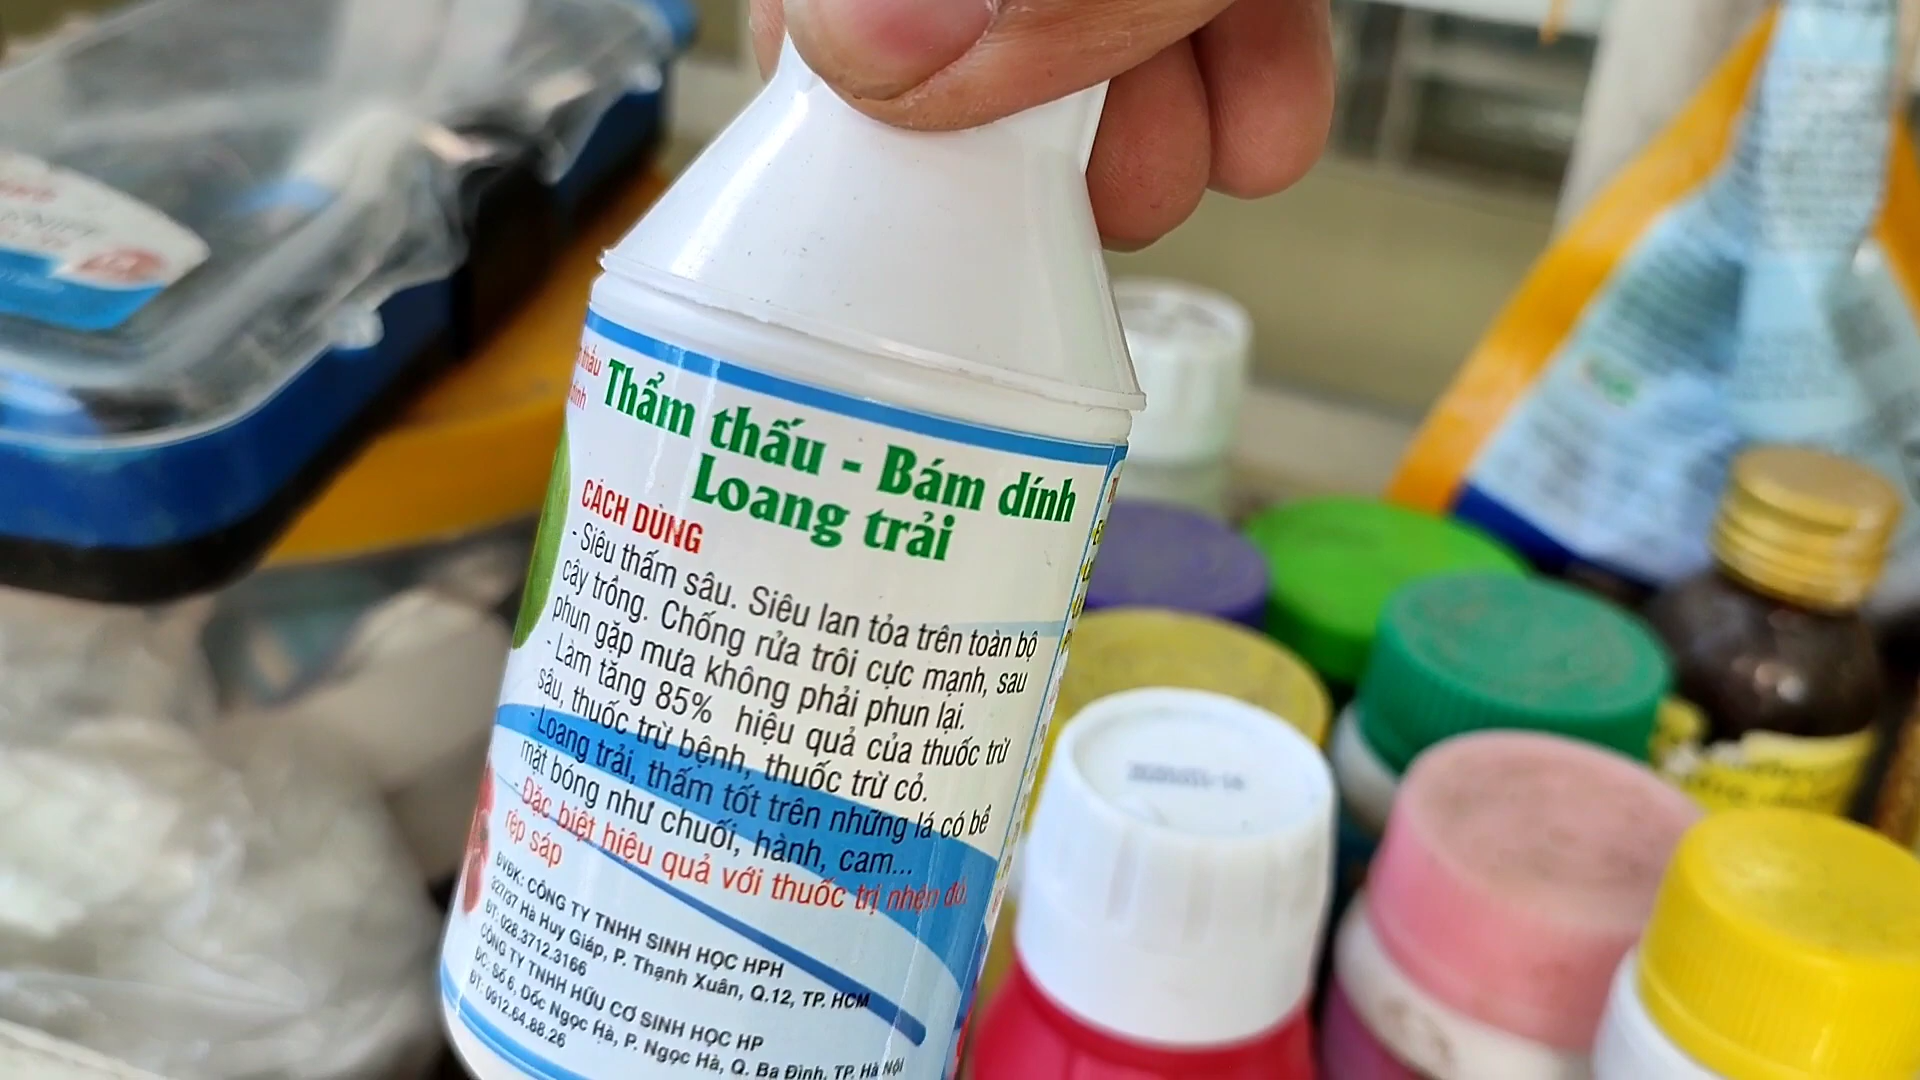 Thẩm thấu - Bám dính
Loang trải
CÁCH DÙNG
- Siêu thấm sâu. Siêu lan tỏa trên toàn bộ
cây trồng. Chống rửa trôi cực mạnh, sau
phun gặp mưa không phải phun lại.
- Làm tăng 85% hiệu quả của thuốc trừ
sâu, thuốc trừ bệnh, thuốc trừ cỏ.
- Loang trải, thấm tốt trên những lá có bề
mặt bóng như chuối, hành, cam...
- Đặc biệt hiệu quả với thuốc trị nhện đỏ,
rệp sáp
ĐVĐK: CÔNG TY TNHH SINH HỌC HPH
227/37 Hà Huy Giáp, P. Thạnh Xuân, Q.12, TP. HCM
ĐT: 028.3712.3166
CÔNG TY TNHH HỮU CƠ SINH HỌC HP
ĐC: Số 6, Dốc Ngọc Hà, P. Ngọc Hà, Q. Ba Đình, TP. Hà Nội
ĐT: 0912.64.88.26